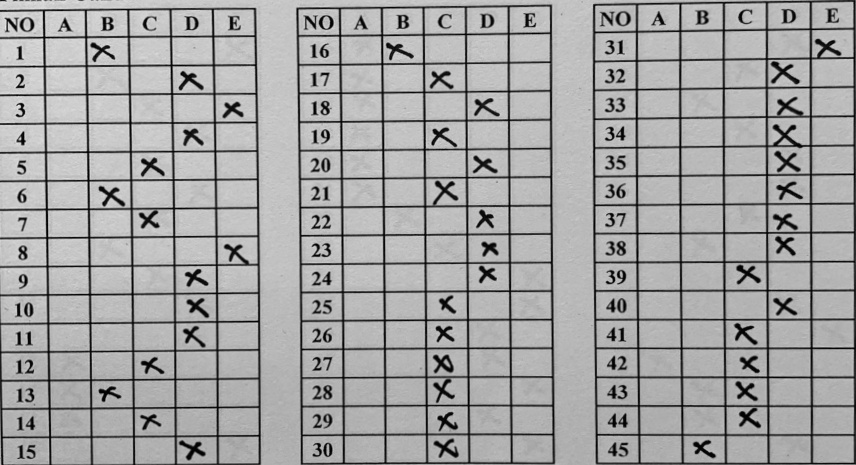 NO A B C D E
1 X
2 X
3 X
4 X
5 X
6 X
7 X
8 X
9 X
10 X
11 X
12 X
13 X
14 X
15 X
NO A B C D E
16 X
17 X
18 X
19 X
20 X
21 X
22 X
23 X
24 X
25 X
26 X
27 X
28 X
29 X
30 X
NO A B C D E
31 X
32 X
33 X
34 X
35 X
36 X
37 X
38 X
39 X
40 X
41 X
42 X
43 X
44 X
45 X